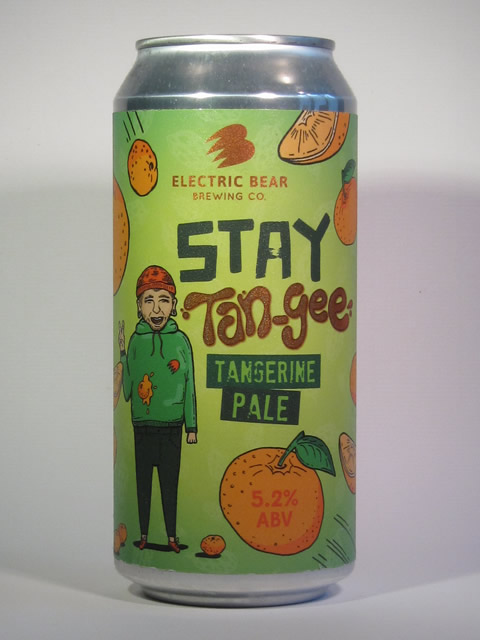 ELECTRIC BEAR
BREWING CO.
STAY
Tan-gee
TANGERINE
PALE
5.2%
ABV